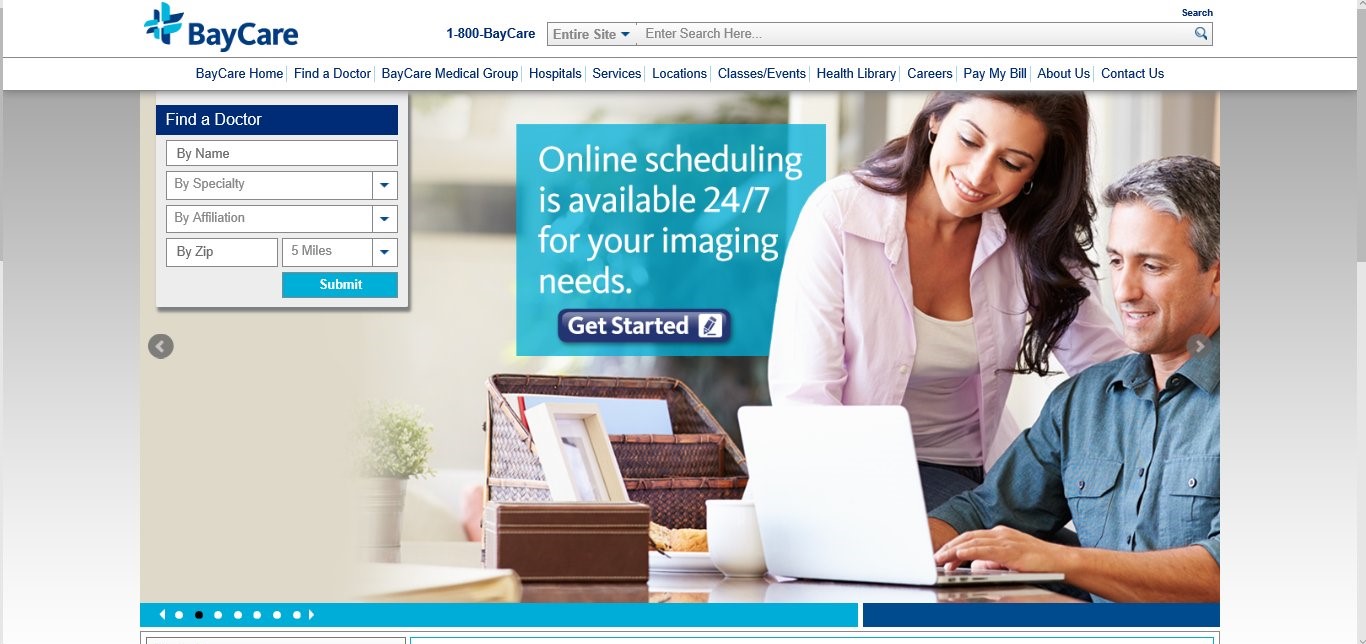 Search
BayCare
1-800-BayCare
Entire Site
Enter Search Here...
BayCare Home
Find a Doctor
BayCare Medical Group
Hospitals
Services
Locations
Classes/Events
Health Library
Careers
Pay My Bill
About Us
Contact Us
Find a Doctor
By Name
By Specialty
By Affiliation
By Zip
5 Miles
Submit
Online scheduling
is available 24/7
for your imaging
needs.
Get Started